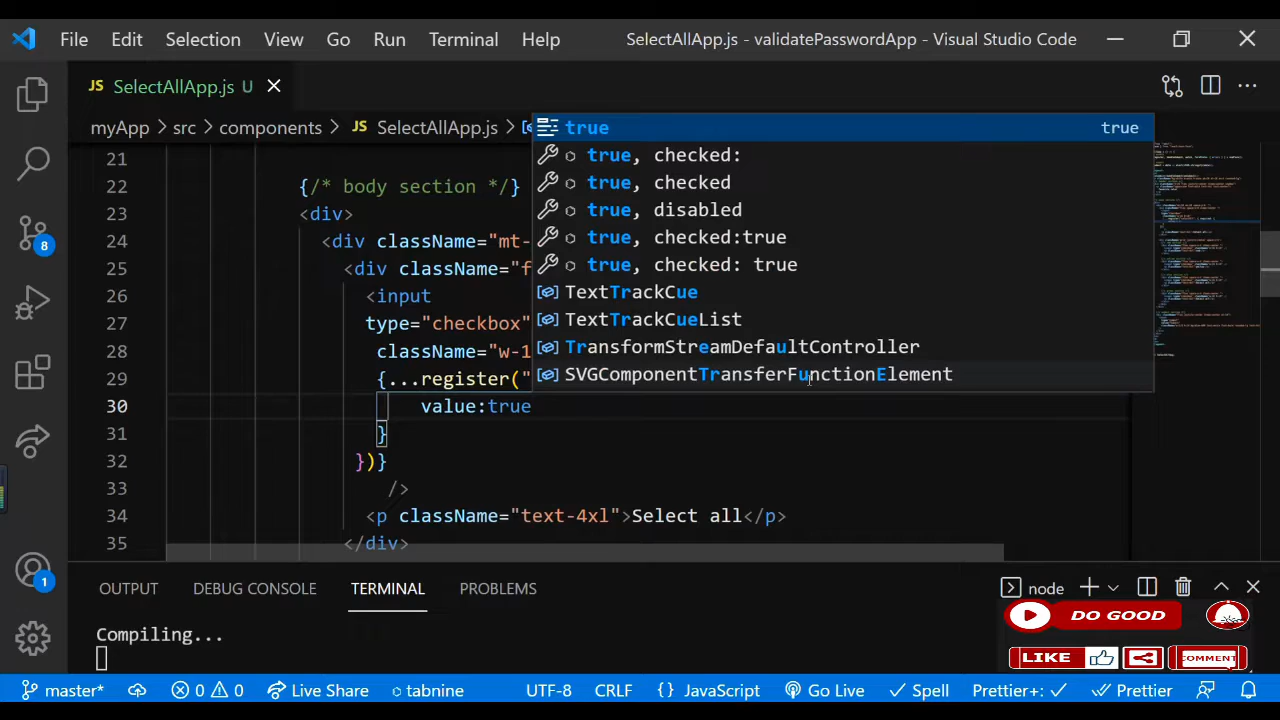 File Edit Selection View Go Run Terminal Help SelectAllApp.js - validatePasswordApp - Visual Studio Code
JS SelectAllApp.js U
myApp > src > components > JS SelectAllApp.js >
true true
true, checked:
true, checked
true, disabled
true, checked:true
true, checked: true
TextTrackCue
TextTrackCueList
TransformStreamDefaultController
SVGComponentTransferFunctionElement
21
22 {/* body section */}
23 <div>
24 <div className="mt-
25 <div className="f
26 <input
27 type="checkbox"
28 className="w-1
29 {...register("
30 value:true
31 }
32 })}
33 />
34 <p className="text-4xl">Select all</p>
35 </div>
8
1
OUTPUT DEBUG CONSOLE TERMINAL PROBLEMS
node
Compiling...
DO GOOD
LIKE COMMENT
master* 0 0 Live Share tabnine UTF-8 CRLF {} JavaScript Go Live Spell Prettier+: Prettier